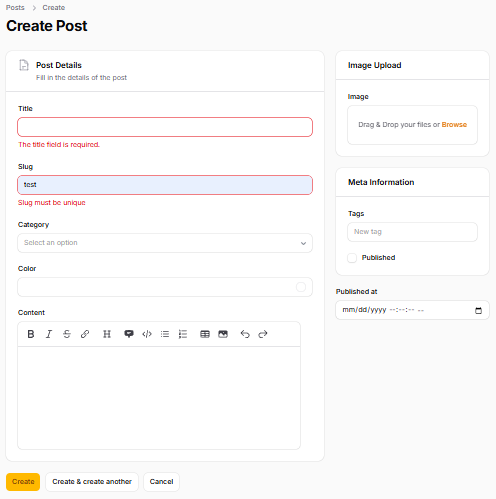 Posts > Create
Create Post
Post Details
Fill in the details of the post
Title
The title field is required.
Slug
test
Slug must be unique
Category
Select an option
Color
Content
B I S H
Image Upload
Image
Drag & Drop your files or Browse
Meta Information
Tags
New tag
Published
Published at
mm/dd/yyyy --:--:-- --
Create
Create & create another
Cancel